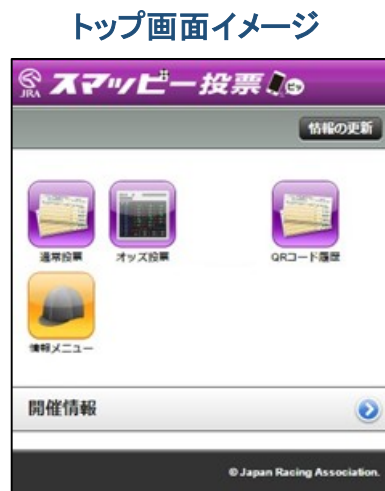 トップ画面イメージ
JRA スマッピー投票 ピッ
情報の更新
通常投票 オッズ投票 QRコード履歴
情報メニュー
開催情報
© Japan Racing Association.